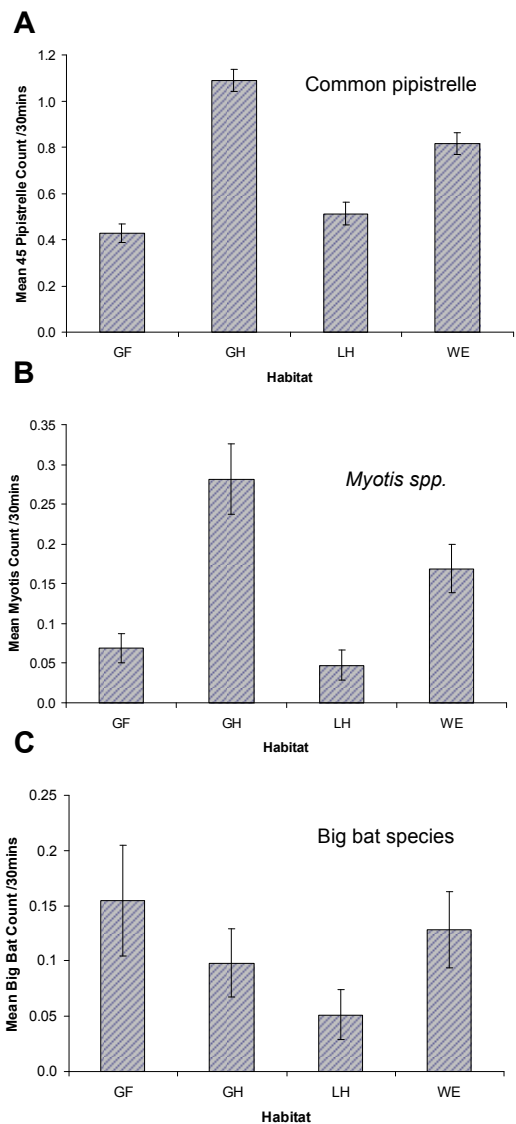 A
Common pipistrelle
Mean 45 Pipistrelle Count /30mins
1.2
1.0
0.8
0.6
0.4
0.2
0.0
GF GH LH WE
Habitat
B
Myotis spp.
Mean Myotis Count /30mins
0.35
0.3
0.25
0.2
0.15
0.1
0.05
0.0
GF GH LH WE
Habitat
C
Big bat species
Mean Big Bat Count /30mins
0.25
0.2
0.15
0.1
0.05
0.0
GF GH LH WE
Habitat